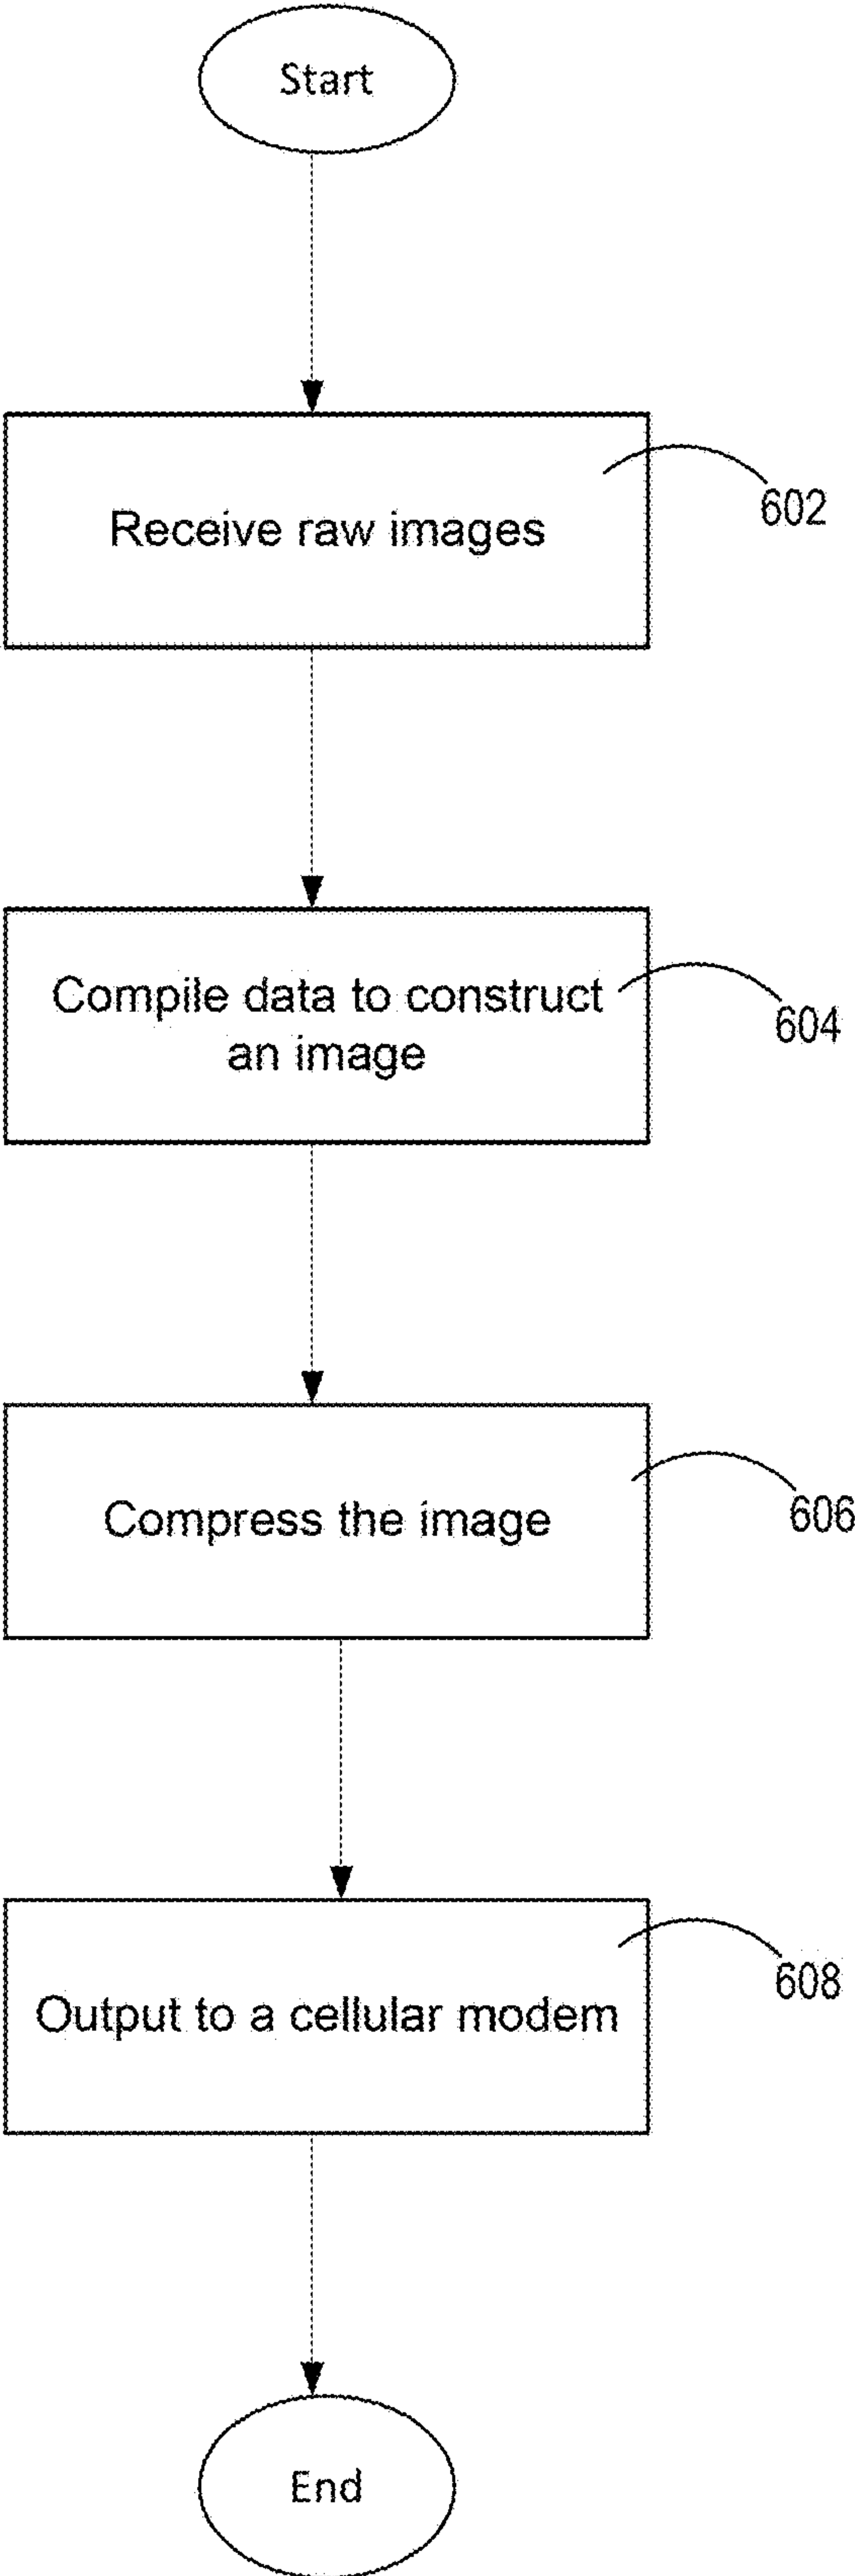 Start
Receive raw images
602
Compile data to construct
an image
604
Compress the image
606
Output to a cellular modem
608
End